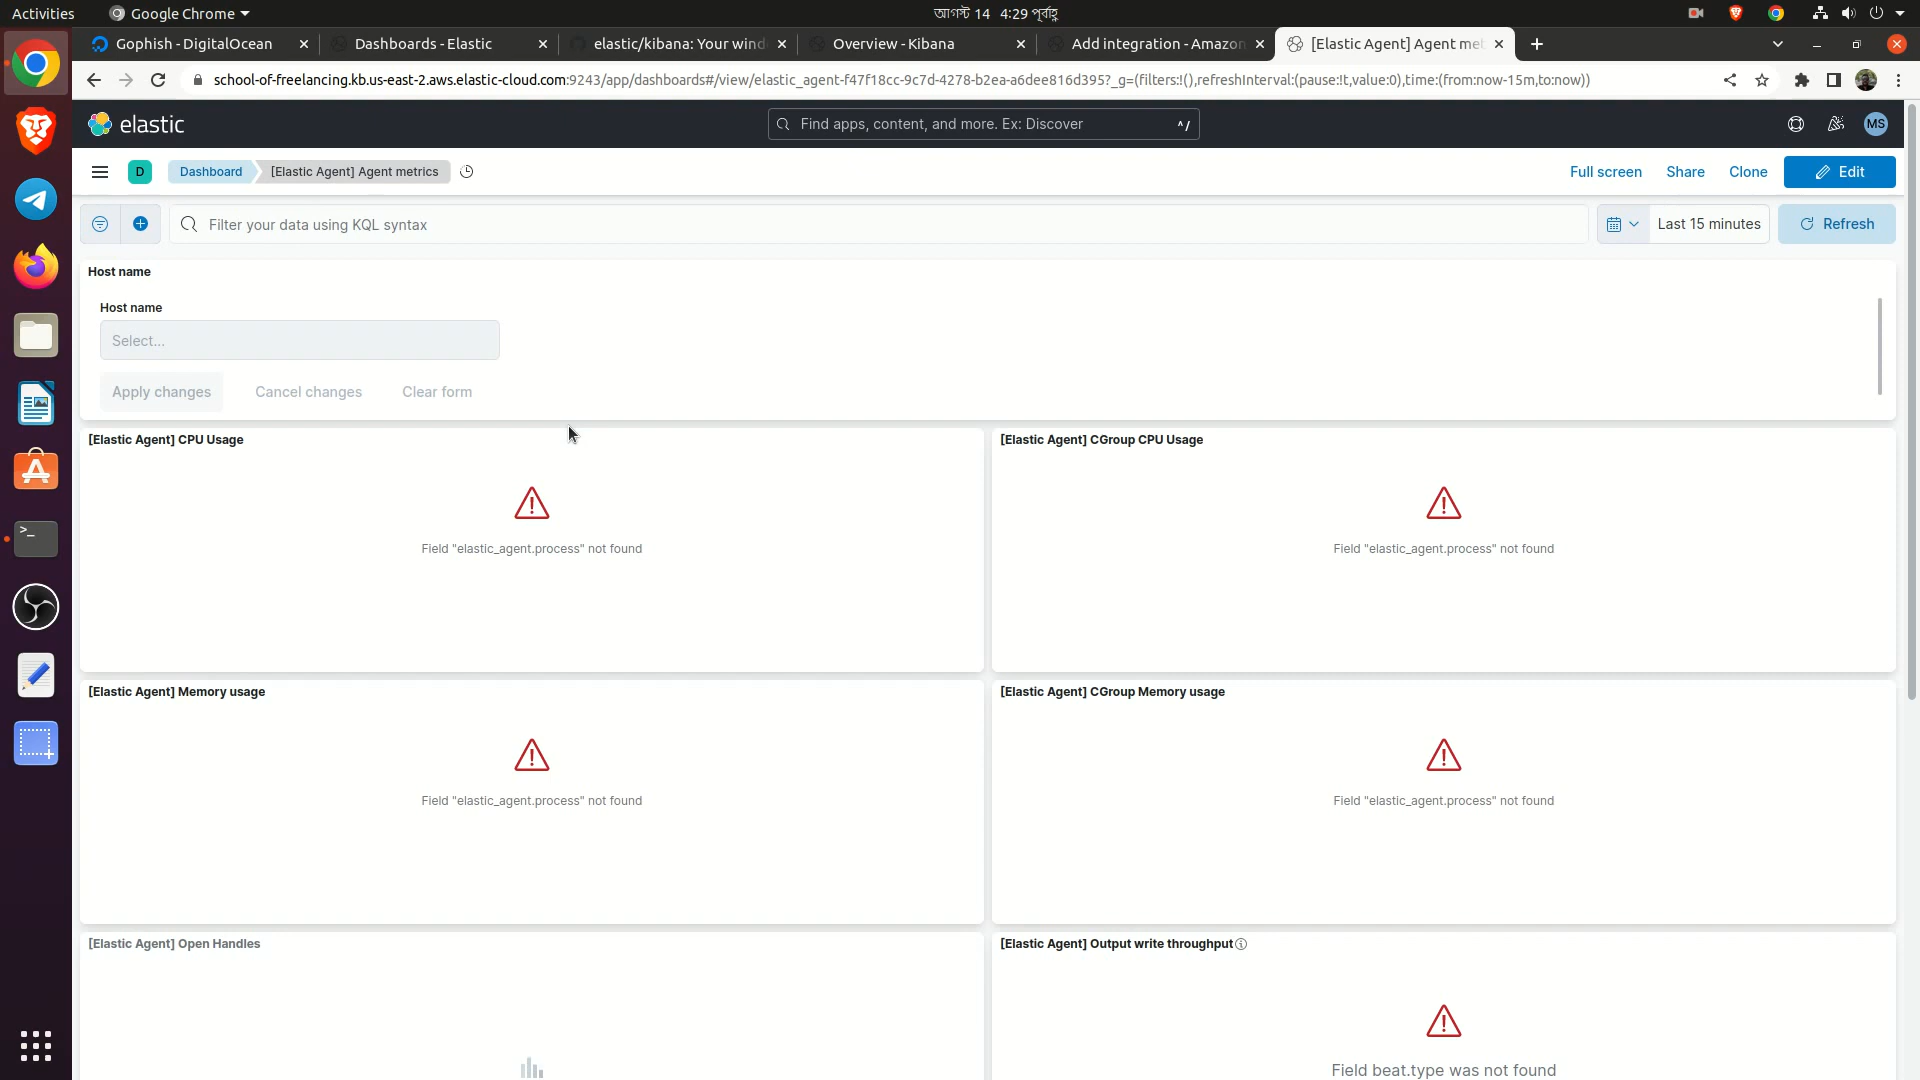 Activities
Google Chrome
আগস্ট 14 4:29 পূর্বাহ্ণ
Gophish - DigitalOcean
Dashboards - Elastic
elastic/kibana: Your wind
Overview - Kibana
Add integration - Amazon
[Elastic Agent] Agent met
school-of-freelancing.kb.us-east-2.aws.elastic-cloud.com:9243/app/dashboards#/view/elastic_agent-f47f18cc-9c7d-4278-b2ea-a6dee816d395?_g=(filters:!(),refreshInterval:(pause:!t,value:0),time:(from:now-15m,to:now))
elastic
Find apps, content, and more. Ex: Discover
^/
MS
D
Dashboard
[Elastic Agent] Agent metrics
Full screen
Share
Clone
Edit
Filter your data using KQL syntax
Last 15 minutes
Refresh
Host name
Host name
Select...
Apply changes
Cancel changes
Clear form
[Elastic Agent] CPU Usage
Field "elastic_agent.process" not found
[Elastic Agent] CGroup CPU Usage
Field "elastic_agent.process" not found
[Elastic Agent] Memory usage
Field "elastic_agent.process" not found
[Elastic Agent] CGroup Memory usage
Field "elastic_agent.process" not found
[Elastic Agent] Open Handles
[Elastic Agent] Output write throughput
Field beat.type was not found